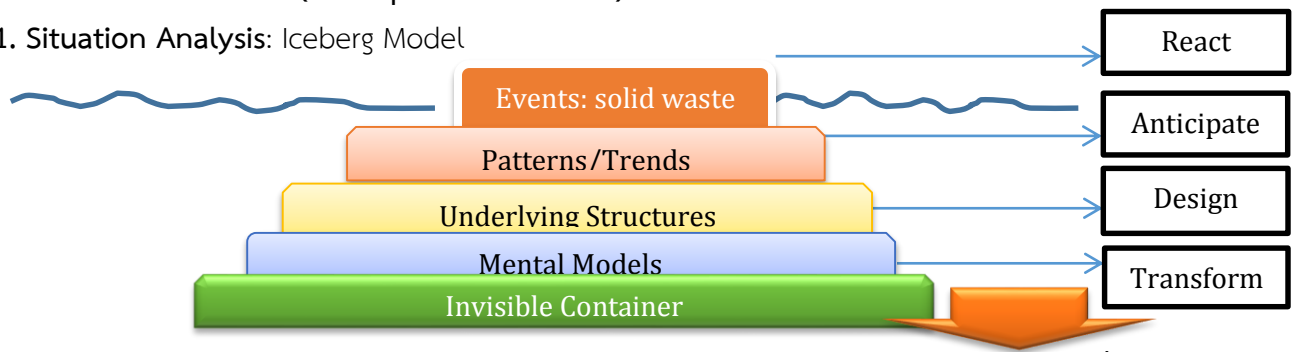 1. Situation Analysis: Iceberg Model
React
Events: solid waste
Anticipate
Patterns/Trends
Design
Underlying Structures
Mental Models
Transform
Invisible Container